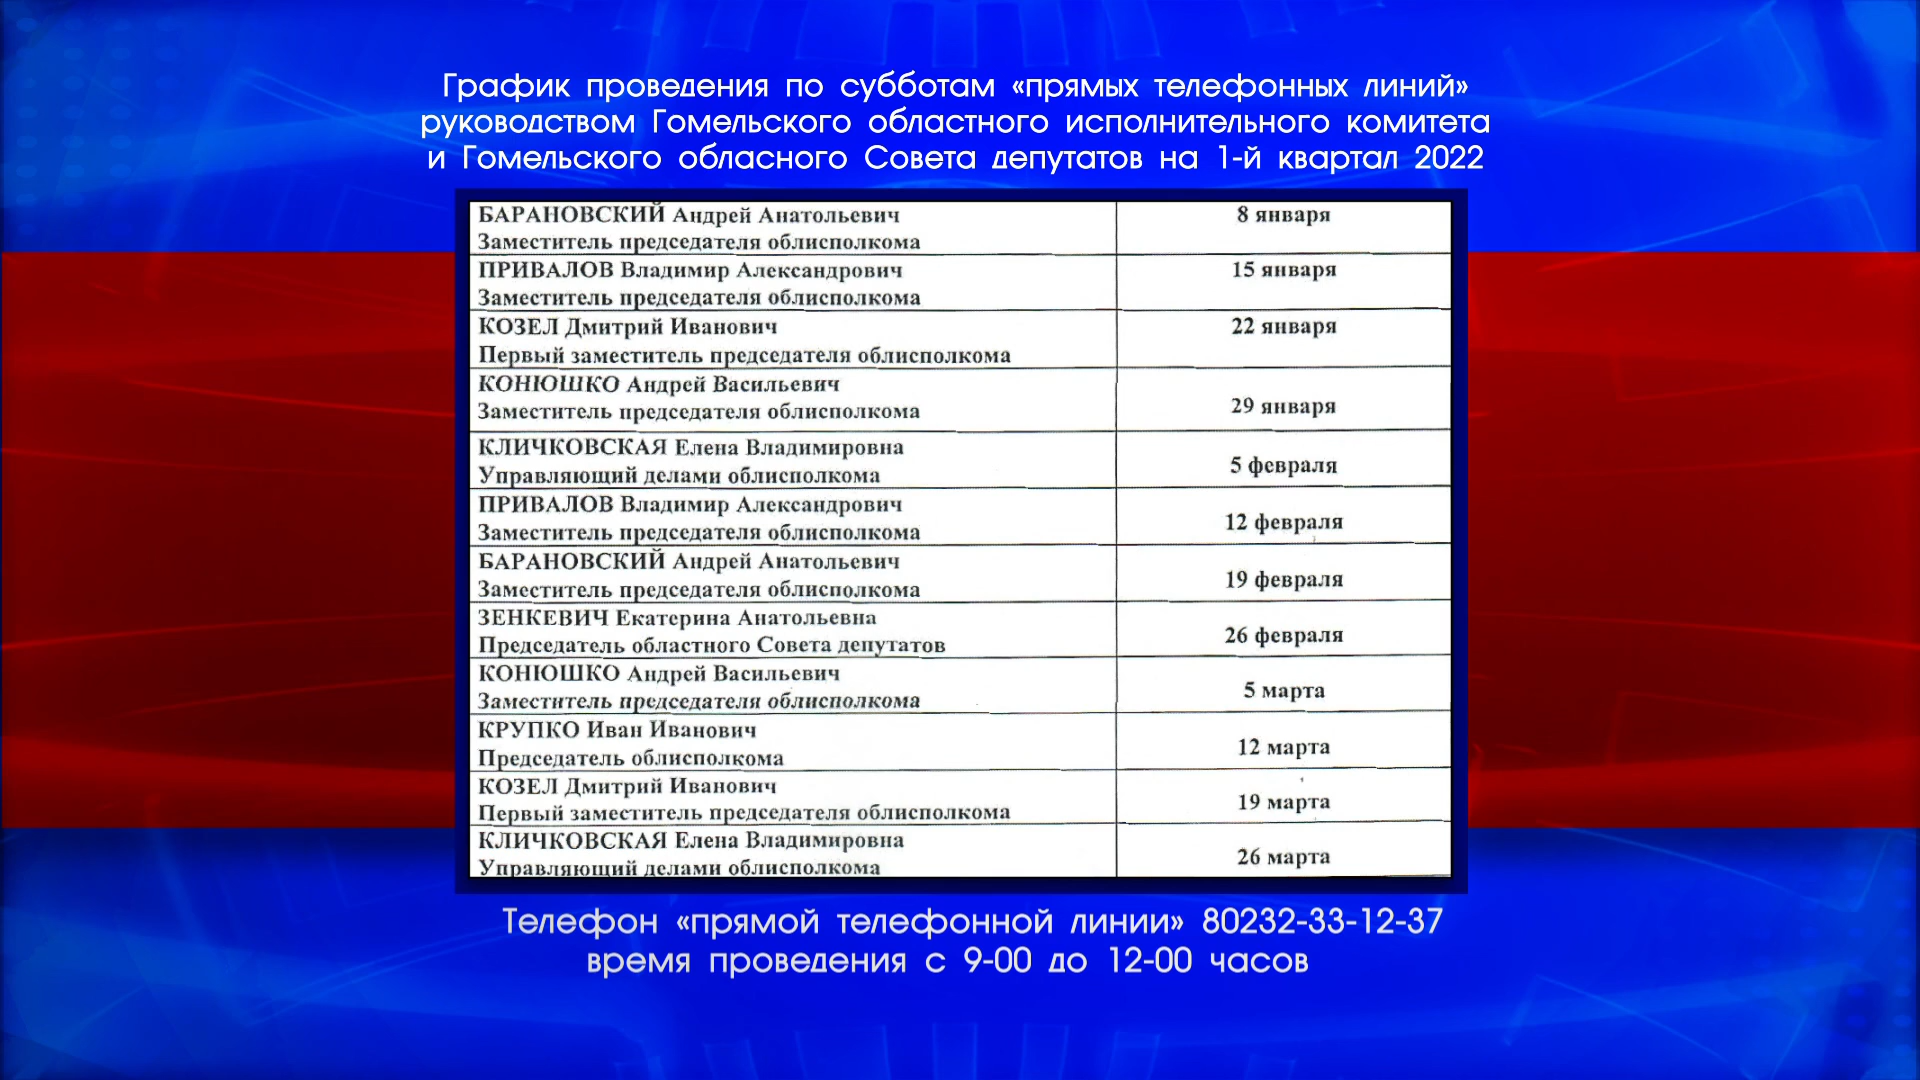 График проведения по субботам «прямых телефонных линий»
руководством Гомельского областного исполнительного комитета
и Гомельского обласного Совета депутатов на 1-й квартал 2022
БАРАНОВСКИЙ Андрей Анатольевич 8 января
Заместитель председателя облисполкома
ПРИВАЛОВ Владимир Александрович 15 января
Заместитель председателя облисполкома
КОЗЕЛ Дмитрий Иванович 22 января
Первый заместитель председателя облисполкома
КОНЮШКО Андрей Васильевич
Заместитель председателя облисполкома 29 января
КЛИЧКОВСКАЯ Елена Владимировна
Управляющий делами облисполкома 5 февраля
ПРИВАЛОВ Владимир Александрович
Заместитель председателя облисполкома 12 февраля
БАРАНОВСКИЙ Андрей Анатольевич
Заместитель председателя облисполкома 19 февраля
ЗЕНКЕВИЧ Екатерина Анатольевна
Председатель областного Совета депутатов 26 февраля
КОНЮШКО Андрей Васильевич
Заместитель председателя облисполкома 5 марта
КРУПКО Иван Иванович
Председатель облисполкома 12 марта
КОЗЕЛ Дмитрий Иванович
Первый заместитель председателя облисполкома 19 марта
КЛИЧКОВСКАЯ Елена Владимировна
Управляющий делами облисполкома 26 марта
Телефон «прямой телефонной линии» 80232-33-12-37
время проведения с 9-00 до 12-00 часов